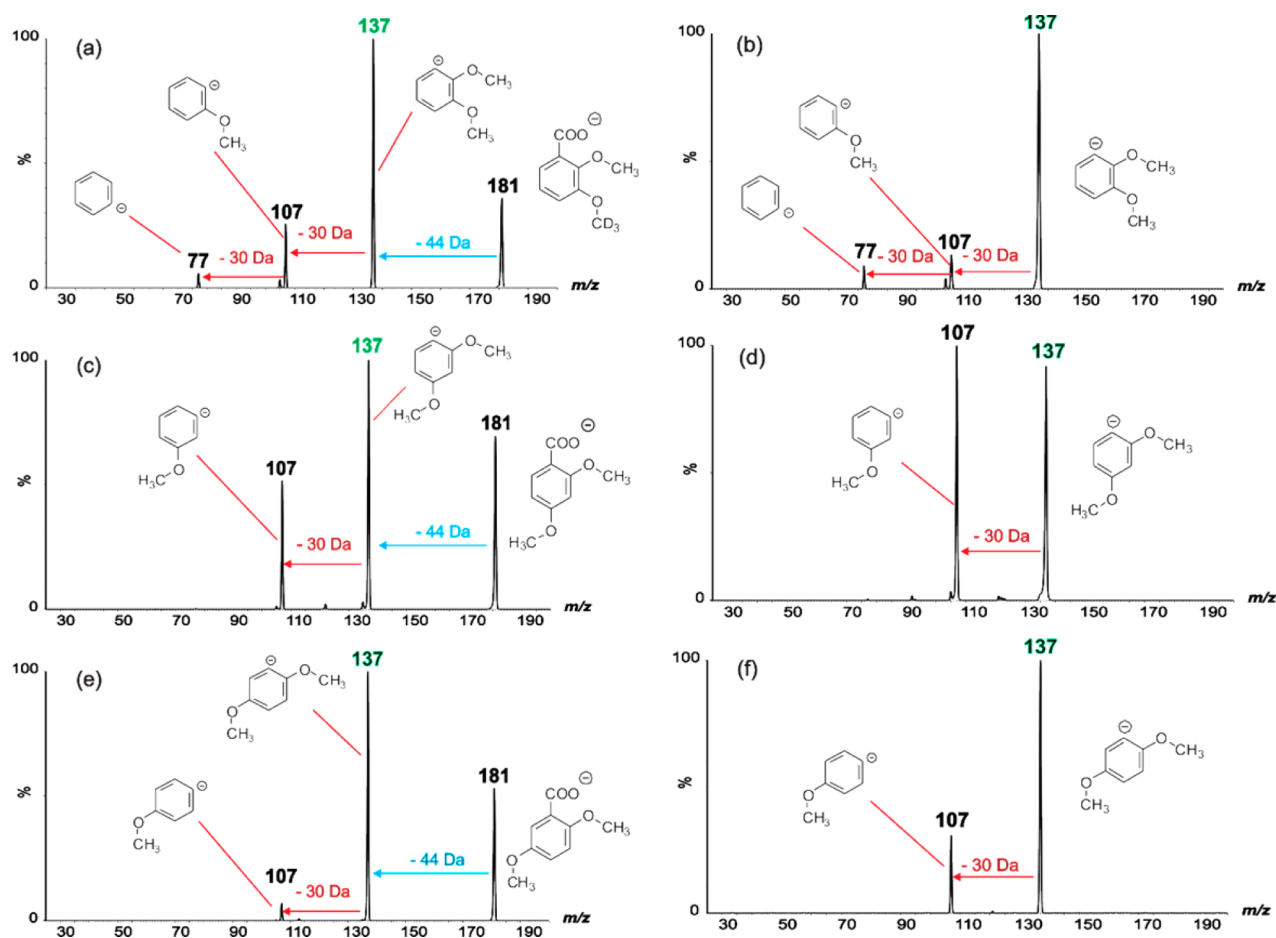 (a)
100
%
0
30 50 70 90 110 130 150 170 190 m/z
77
107
137
181
- 30 Da
- 30 Da
- 44 Da
⊖
⊖
O
CH3
⊖
O
CH3
O
CH3
COO ⊖
O
CH3
O
CD3
(b)
100
%
0
30 50 70 90 110 130 150 170 190 m/z
77
107
137
- 30 Da
- 30 Da
⊖
⊖
O
CH3
⊖
O
CH3
O
CH3
(c)
100
%
0
30 50 70 90 110 130 150 170 190 m/z
107
137
181
- 30 Da
- 44 Da
⊖
O
H3C
⊖
O
CH3
O
H3C
COO ⊖
O
CH3
O
H3C
(d)
100
%
0
30 50 70 90 110 130 150 170 190 m/z
107
137
- 30 Da
⊖
O
H3C
⊖
O
CH3
O
H3C
(e)
100
%
0
30 50 70 90 110 130 150 170 190 m/z
107
137
181
- 30 Da
- 44 Da
⊖
O
CH3
⊖
O
CH3
O
CH3
COO ⊖
O
CH3
O
CH3
(f)
100
%
0
30 50 70 90 110 130 150 170 190 m/z
107
137
- 30 Da
⊖
O
CH3
⊖
O
CH3
O
CH3